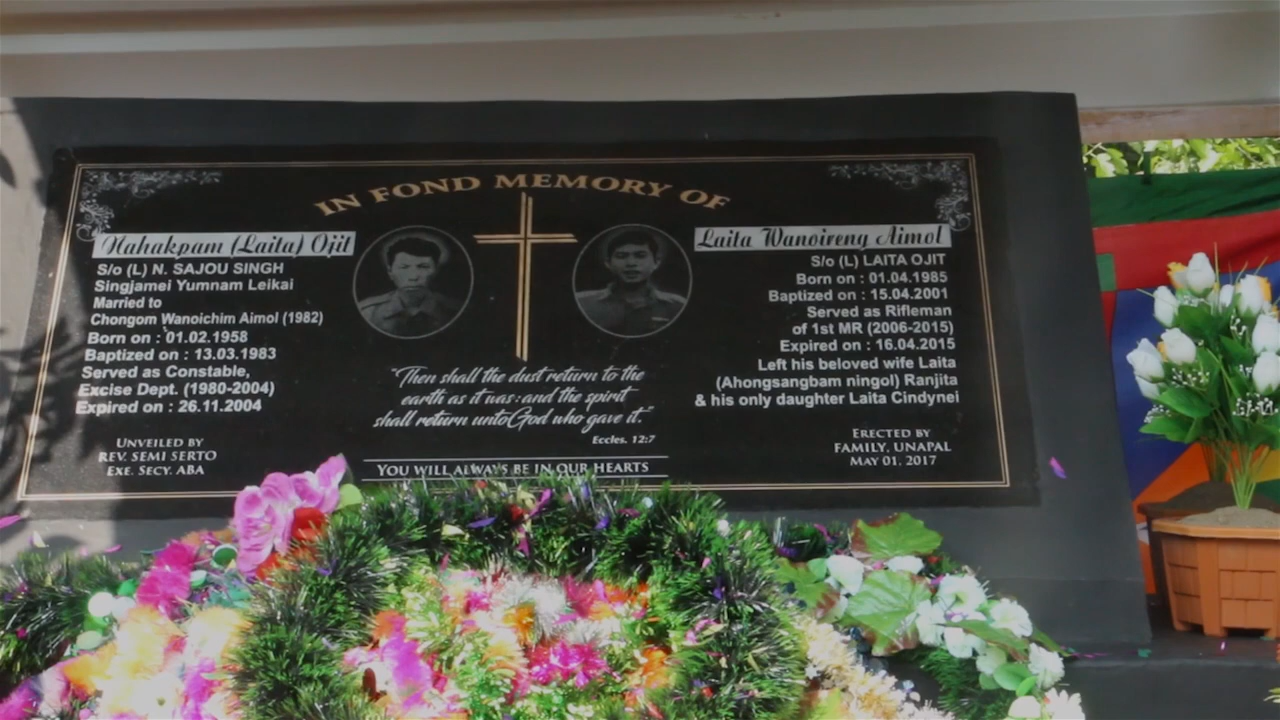 IN FOND MEMORY OF
Nahakpam (Laita) Ojit
S/o (L) N. SAJOU SINGH
Singjamei Yumnam Leikai
Married to
Chongom Wanoichim Aimol (1982)
Born on : 01.02.1958
Baptized on : 13.03.1983
Served as Constable,
Excise Dept. (1980-2004)
Expired on : 26.11.2004
UNVEILED BY
REV. SEMI SERTO
EXE. SECY. ABA
"Then shall the dust return to the
earth as it was: and the spirit
shall return unto God who gave it."
Eccles. 12:7
YOU WILL ALWAYS BE IN OUR HEARTS
Laita Wanoireng Aimol
S/o (L) LAITA OJIT
Born on : 01.04.1985
Baptized on : 15.04.2001
Served as Rifleman
of 1st MR (2006-2015)
Expired on : 16.04.2015
Left his beloved wife Laita
(Ahongsangbam ningol) Ranjita
& his only daughter Laita Cindynei
ERECTED BY
FAMILY, UNAPAL
MAY 01, 2017